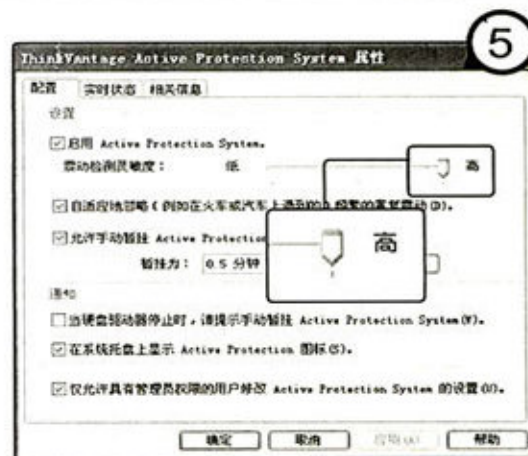 5
ThinkVantage Active Protection System 属性
配置 实时状态 相关信息
设置
启用 Active Protection System。
震动检测灵敏度： 低 高
自适应地忽略(例如在火车或汽车上遇到的)频繁的重复震动(D)。
允许手动暂挂 Active Protection
高
暂挂为： 0.5 分钟
通知
当硬盘驱动器停止时，请提示手动暂挂 Active Protection System(W)。
在系统托盘上显示 Active Protection 图标(S)。
仅允许具有管理员权限的用户修改 Active Protection System 的设置(U)。
确定 取消 应用(A) 帮助